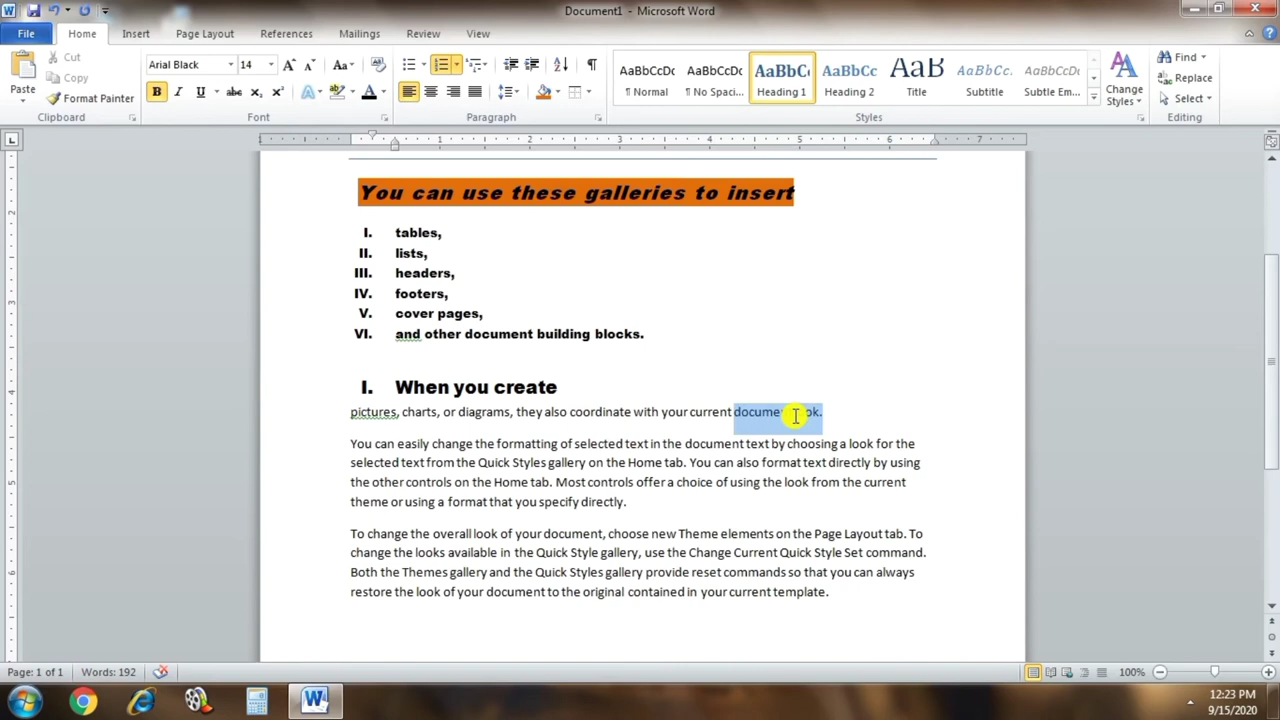 Document1 - Microsoft Word
File Home Insert Page Layout References Mailings Review View
Cut
Copy
Format Painter
Paste
Clipboard
Arial Black 14
Font
Paragraph
AaBbCcDc AaBbCcDc AaBbC AaBbCc AaB AaBbCcI AaBbCcDc
¶ Normal ¶ No Spaci... Heading 1 Heading 2 Title Subtitle Subtle Em...
Change
Styles
Styles
Find
Replace
Select
Editing
1 2 3 4 5 6 7
You can use these galleries to insert
I. tables,
II. lists,
III. headers,
IV. footers,
V. cover pages,
VI. and other document building blocks.
I. When you create
pictures, charts, or diagrams, they also coordinate with your current document look.
You can easily change the formatting of selected text in the document text by choosing a look for the
selected text from the Quick Styles gallery on the Home tab. You can also format text directly by using
the other controls on the Home tab. Most controls offer a choice of using the look from the current
theme or using a format that you specify directly.
To change the overall look of your document, choose new Theme elements on the Page Layout tab. To
change the looks available in the Quick Style gallery, use the Change Current Quick Style Set command.
Both the Themes gallery and the Quick Styles gallery provide reset commands so that you can always
restore the look of your document to the original contained in your current template.
Page: 1 of 1 Words: 192 100%
12:23 PM
9/15/2020